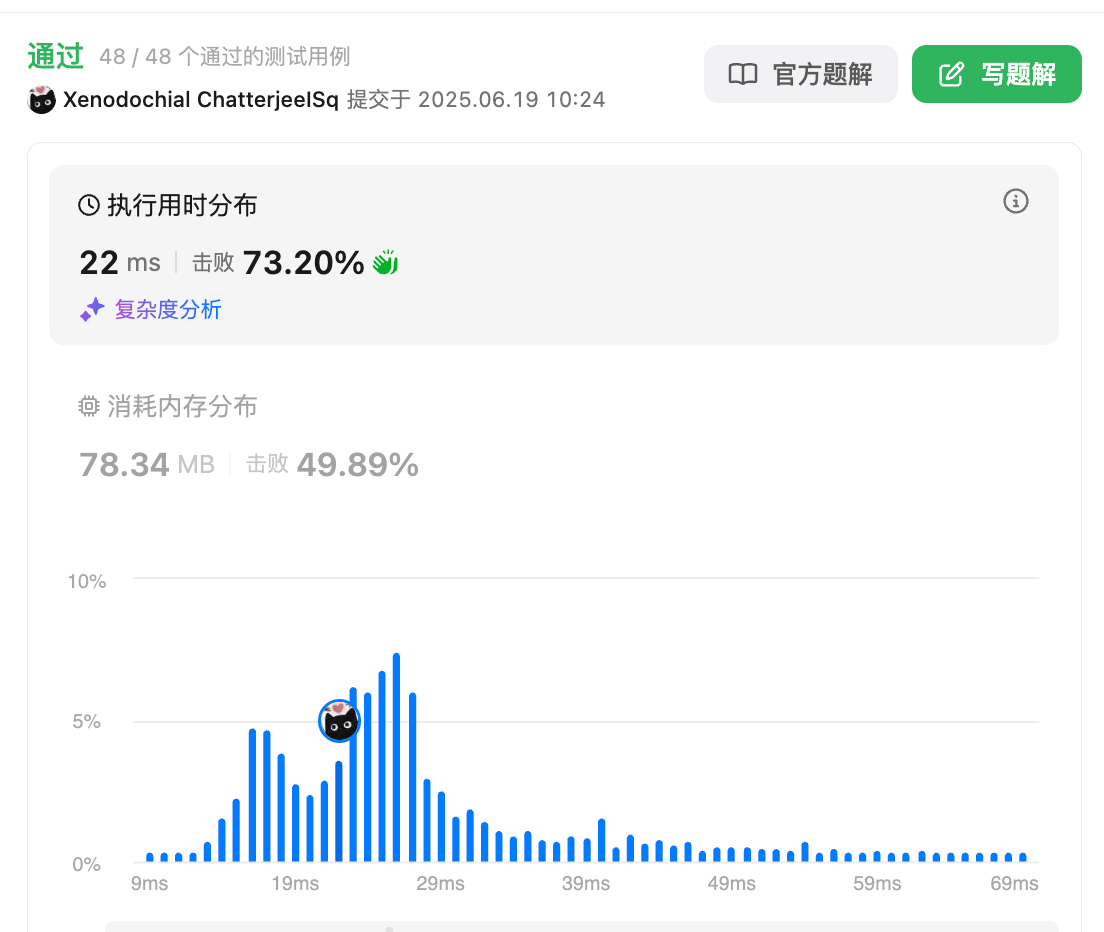 通过 48 / 48 个通过的测试用例
官方题解
写题解
Xenodochial ChatterjeeISq 提交于 2025.06.19 10:24
执行用时分布
22 ms 击败 73.20%
复杂度分析
消耗内存分布
78.34 MB 击败 49.89%
10%
5%
0%
9ms 19ms 29ms 39ms 49ms 59ms 69ms